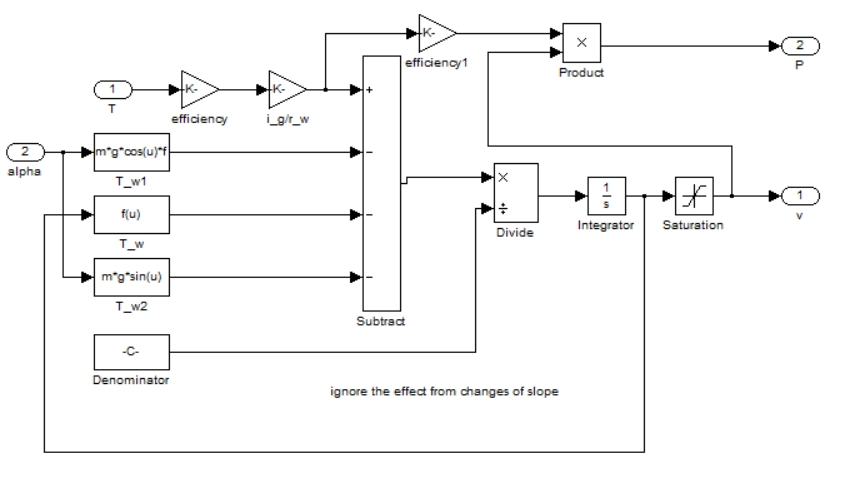 -K-
efficiency1
×
Product
2
P
1
T
-K-
efficiency
-K-
i_g/r_w
+
2
alpha
m*g*cos(u)*f
T_w1
−
f(u)
T_w
−
m*g*sin(u)
T_w2
−
Subtract
×
÷
Divide
1
s
Integrator
Saturation
1
v
-C-
Denominator
ignore the effect from changes of slope